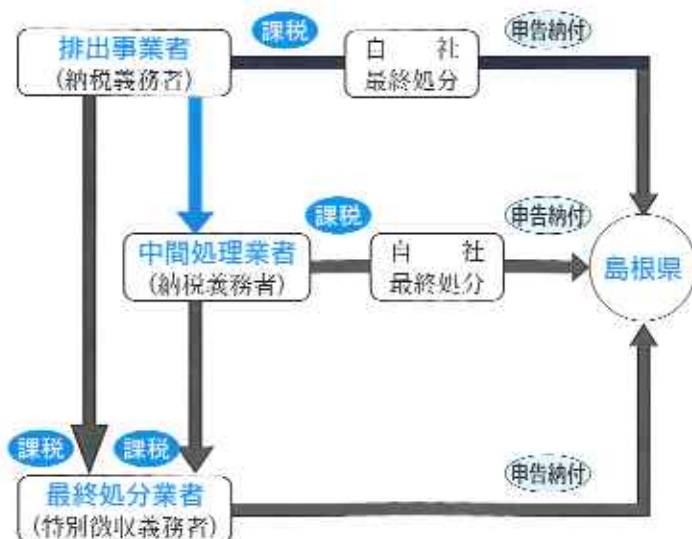 課税
申告納付
排出事業者
(納税義務者)
自 社
最終処分
課税
申告納付
中間処理業者
(納税義務者)
自 社
最終処分
島根県
課税
課税
申告納付
最終処分業者
(特別徴収義務者)